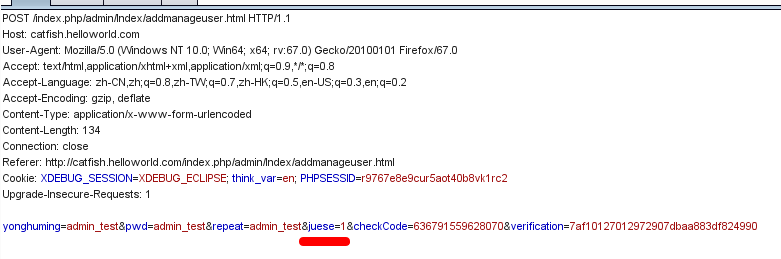 POST /index.php/admin/Index/addmanageuser.html HTTP/1.1
Host: catfish.helloworld.com
User-Agent: Mozilla/5.0 (Windows NT 10.0; Win64; x64; rv:67.0) Gecko/20100101 Firefox/67.0
Accept: text/html,application/xhtml+xml,application/xml;q=0.9,*/*;q=0.8
Accept-Language: zh-CN,zh;q=0.8,zh-TW;q=0.7,zh-HK;q=0.5,en-US;q=0.3,en;q=0.2
Accept-Encoding: gzip, deflate
Content-Type: application/x-www-form-urlencoded
Content-Length: 134
Connection: close
Referer: http://catfish.helloworld.com/index.php/admin/Index/addmanageuser.html
Cookie: XDEBUG_SESSION=XDEBUG_ECLIPSE; think_var=en; PHPSESSID=r9767e8e9cur5aot40b8vk1rc2
Upgrade-Insecure-Requests: 1
yonghuming=admin_test&pwd=admin_test&repeat=admin_test&juese=1&checkCode=636791559628070&verification=7af10127012972907dbaa883df824990